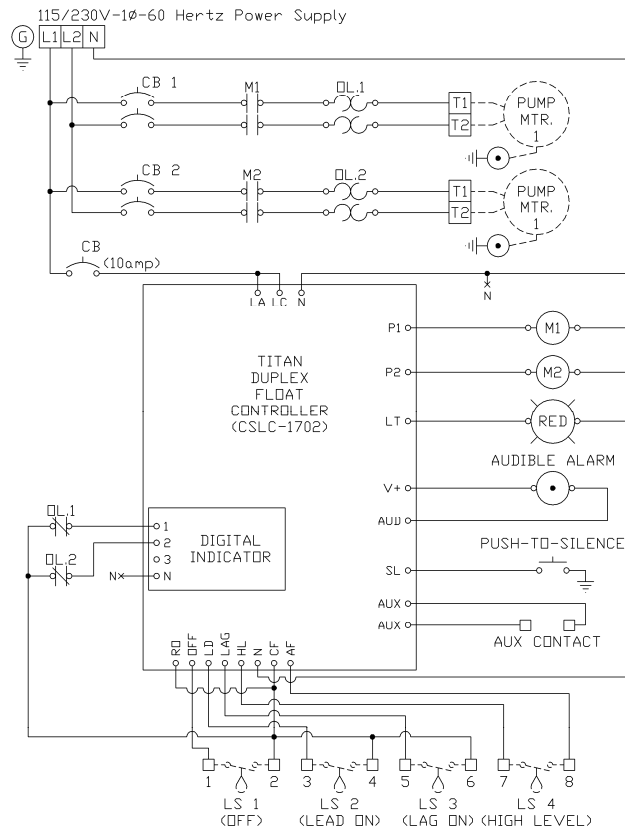 115/230V-1Ø-60 Hertz Power Supply
G L1 L2 N
CB 1 M1 OL.1 T1 T2 PUMP MTR. 1
CB 2 M2 OL.2 T1 T2 PUMP MTR. 1
CB (10amp)
LA LC N
N
TITAN
DUPLEX
FLOAT
CONTROLLER
(CSLC-1702)
P1 M1
P2 M2
LT RED
AUDIBLE ALARM
V+
AUD
PUSH-TO-SILENCE
SL
AUX
AUX
AUX CONTACT
OL.1
OL.2
N
1
2
3
N
DIGITAL
INDICATOR
RO OFF LD LAG HL N CF AF
1 2 3 4 5 6 7 8
LS 1 LS 2 LS 3 LS 4
(OFF) (LEAD ON) (LAG ON) (HIGH LEVEL)